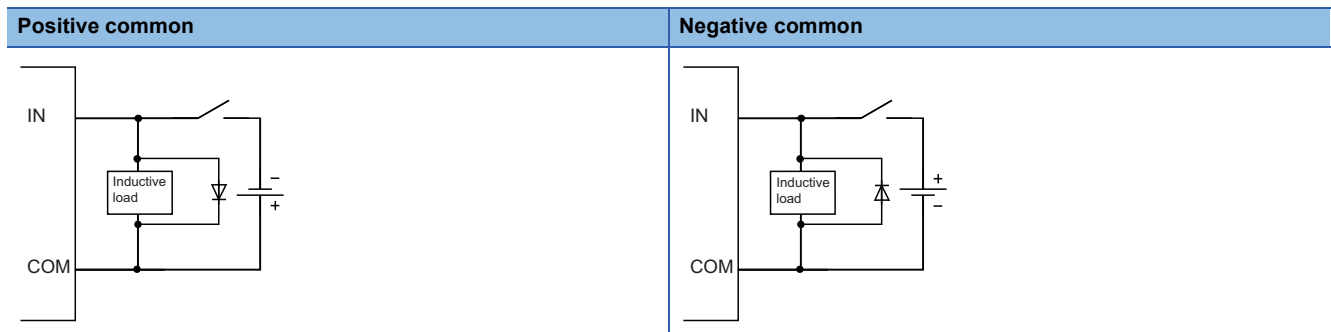 Positive common
Negative common
IN
Inductive
load
−
+
COM
IN
Inductive
load
+
−
COM